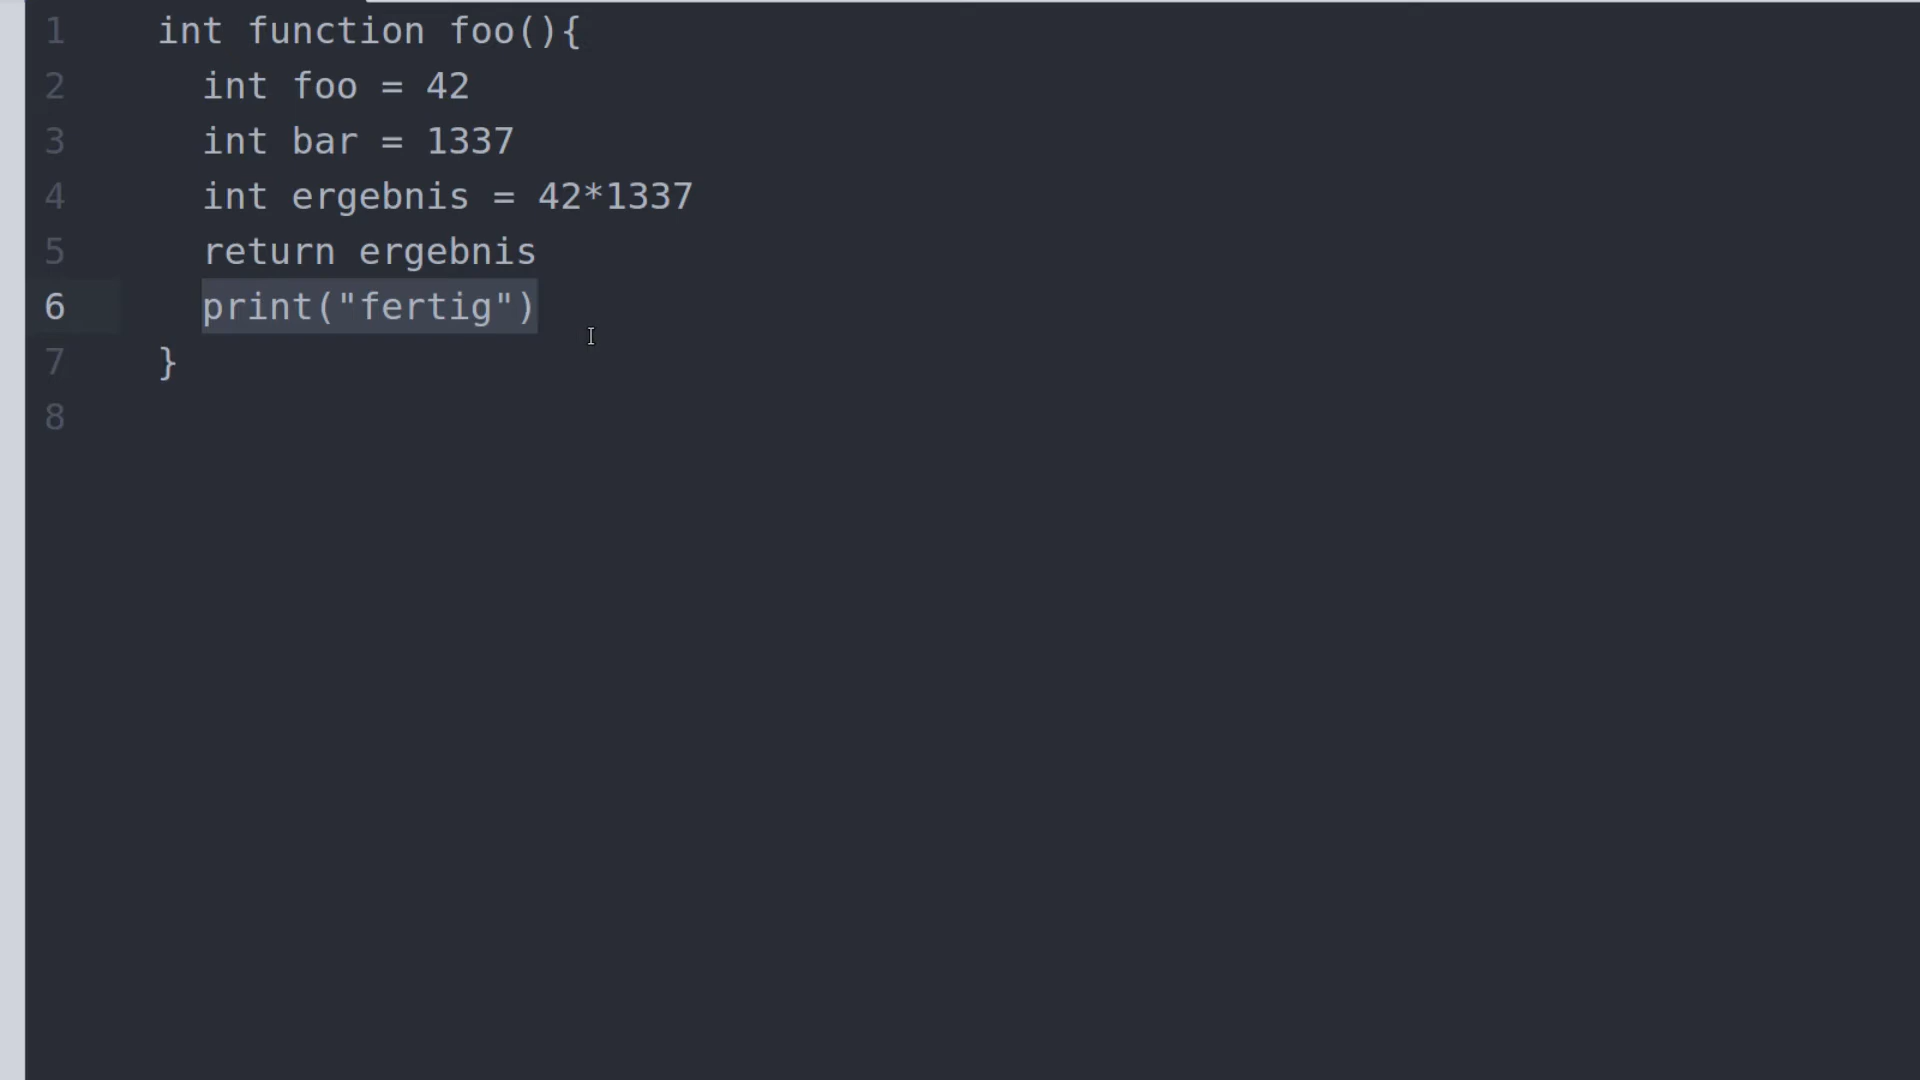 1 int function foo(){
2 int foo = 42
3 int bar = 1337
4 int ergebnis = 42*1337
5 return ergebnis
6 print("fertig")
7 }
8